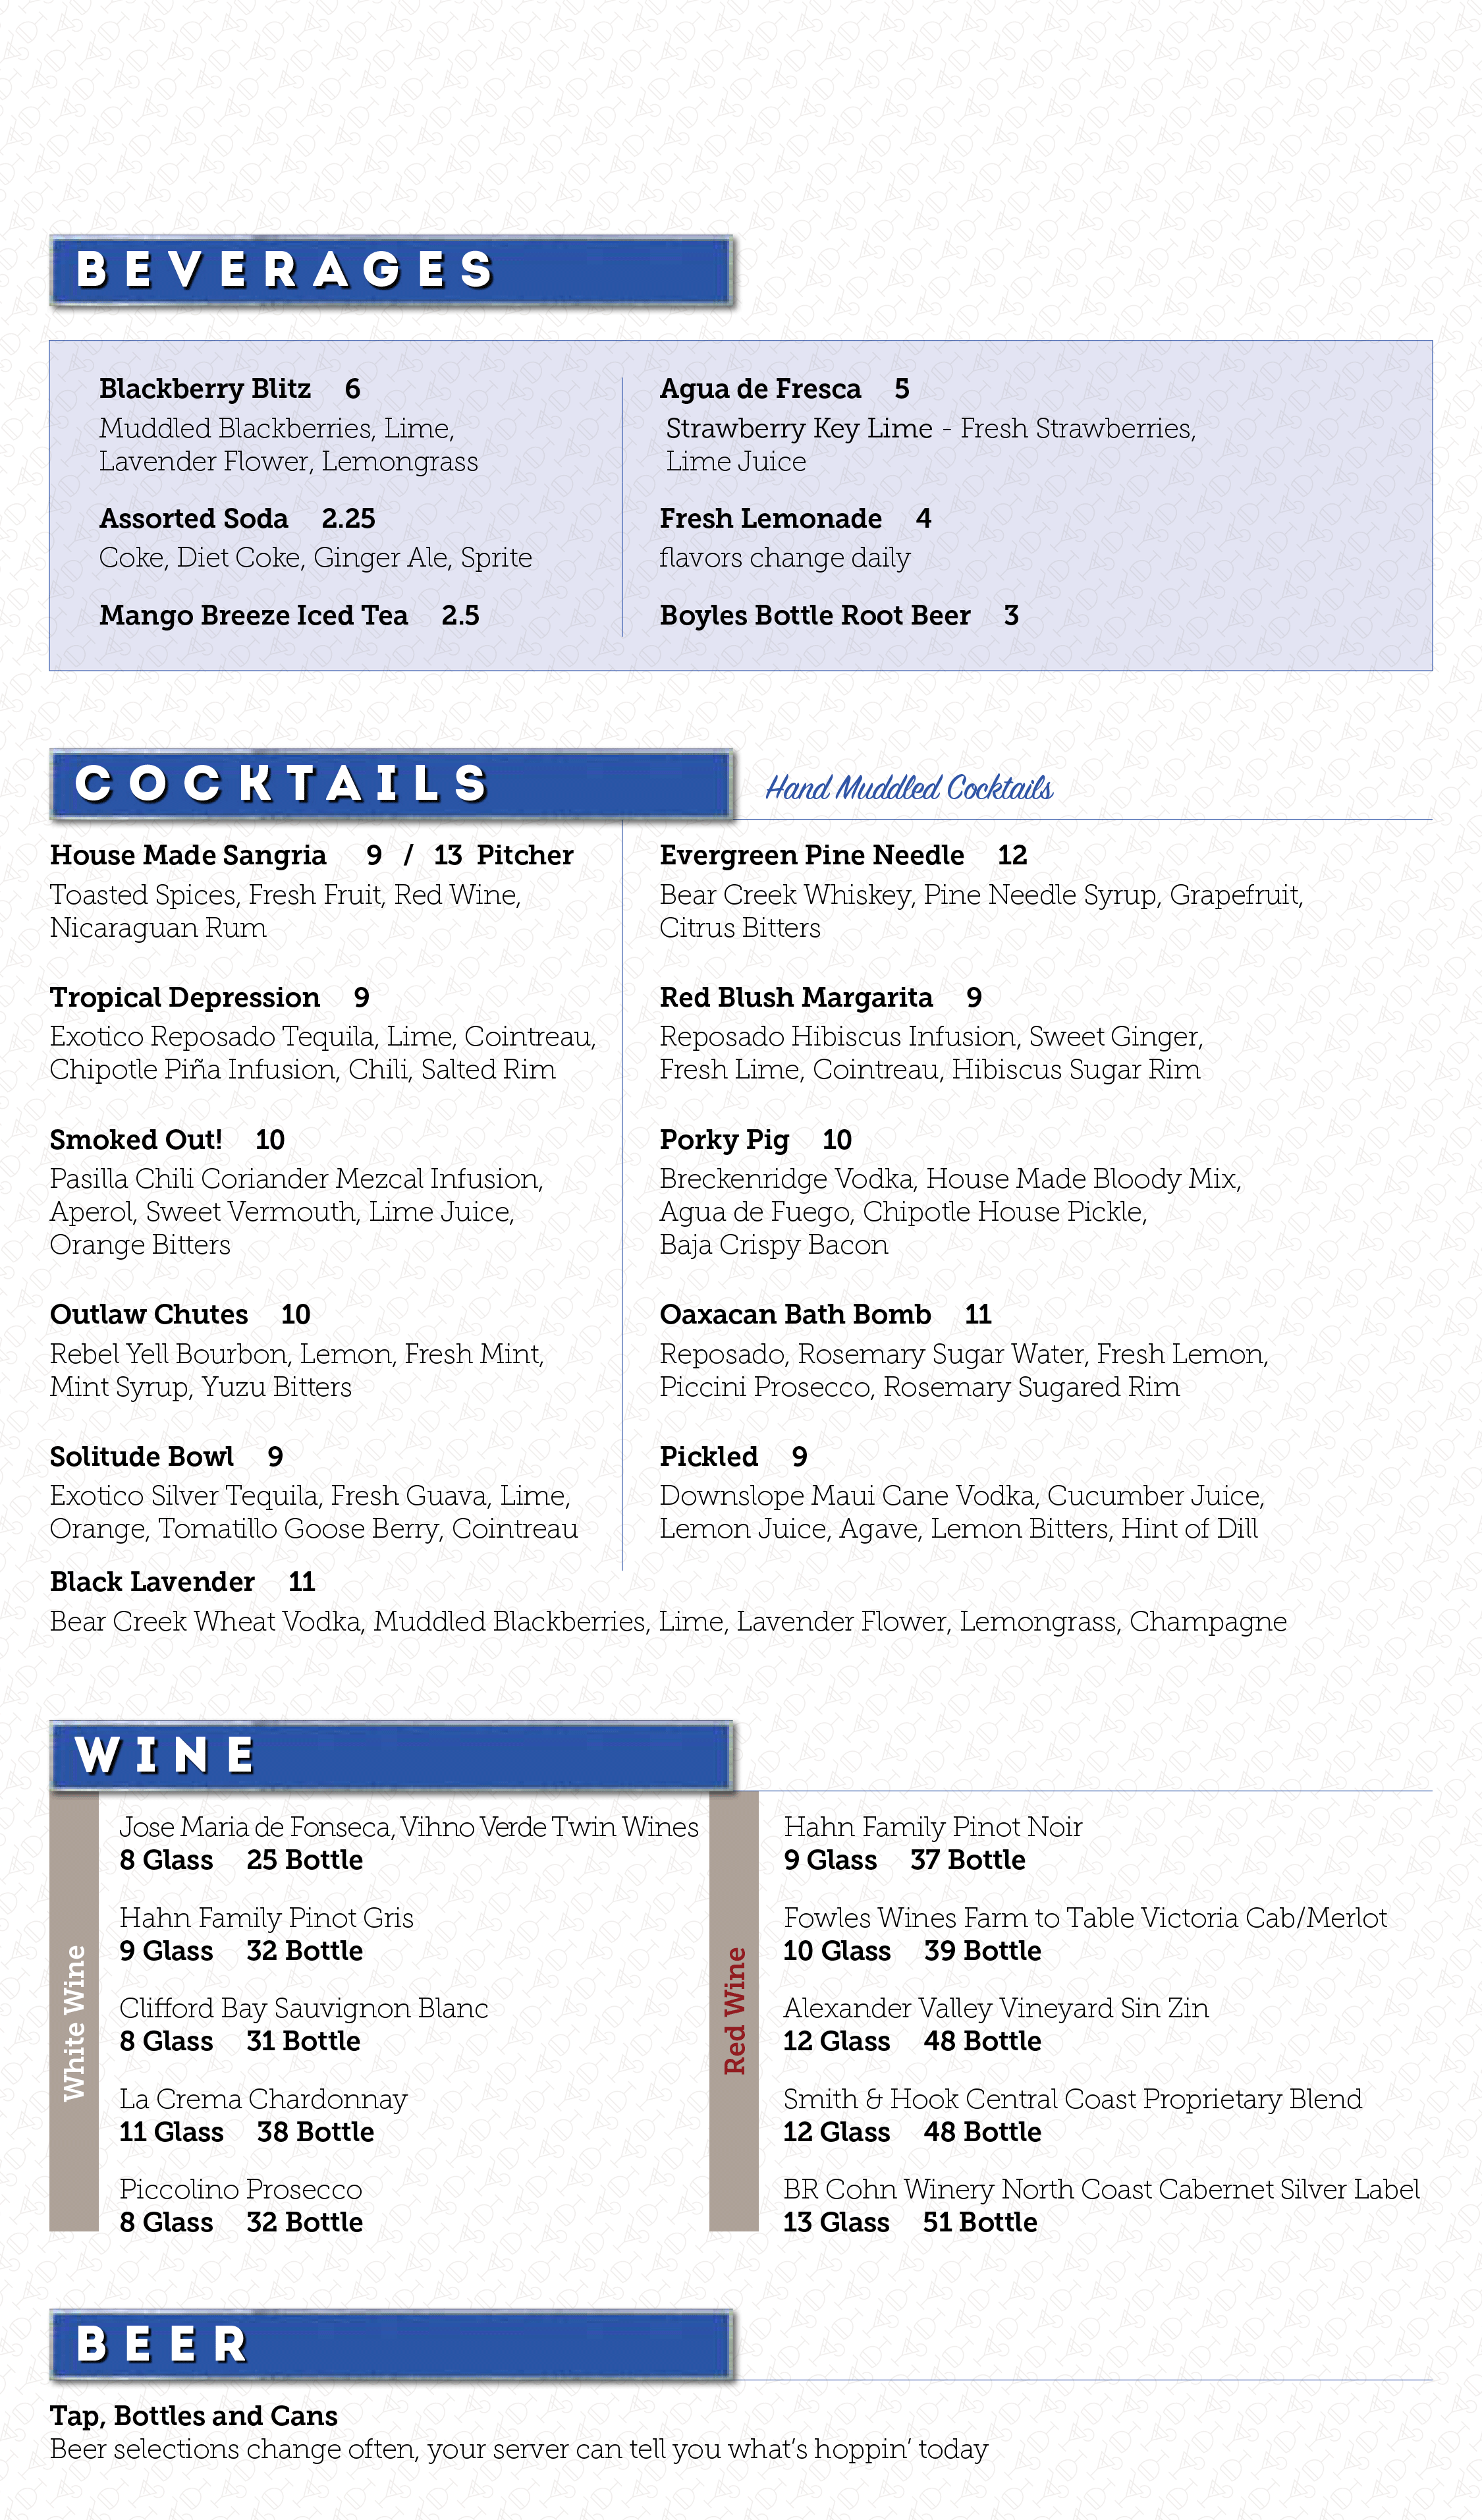 BEVERAGES
Blackberry Blitz 6
Muddled Blackberries, Lime,
Lavender Flower, Lemongrass
Assorted Soda 2.25
Coke, Diet Coke, Ginger Ale, Sprite
Mango Breeze Iced Tea 2.5
Agua de Fresca 5
Strawberry Key Lime - Fresh Strawberries,
Lime Juice
Fresh Lemonade 4
flavors change daily
Boyles Bottle Root Beer 3
COCKTAILS
Hand Muddled Cocktails
House Made Sangria 9 / 13 Pitcher
Toasted Spices, Fresh Fruit, Red Wine,
Nicaraguan Rum
Tropical Depression 9
Exotico Reposado Tequila, Lime, Cointreau,
Chipotle Piña Infusion, Chili, Salted Rim
Smoked Out! 10
Pasilla Chili Coriander Mezcal Infusion,
Aperol, Sweet Vermouth, Lime Juice,
Orange Bitters
Outlaw Chutes 10
Rebel Yell Bourbon, Lemon, Fresh Mint,
Mint Syrup, Yuzu Bitters
Solitude Bowl 9
Exotico Silver Tequila, Fresh Guava, Lime,
Orange, Tomatillo Goose Berry, Cointreau
Evergreen Pine Needle 12
Bear Creek Whiskey, Pine Needle Syrup, Grapefruit,
Citrus Bitters
Red Blush Margarita 9
Reposado Hibiscus Infusion, Sweet Ginger,
Fresh Lime, Cointreau, Hibiscus Sugar Rim
Porky Pig 10
Breckenridge Vodka, House Made Bloody Mix,
Agua de Fuego, Chipotle House Pickle,
Baja Crispy Bacon
Oaxacan Bath Bomb 11
Reposado, Rosemary Sugar Water, Fresh Lemon,
Piccini Prosecco, Rosemary Sugared Rim
Pickled 9
Downslope Maui Cane Vodka, Cucumber Juice,
Lemon Juice, Agave, Lemon Bitters, Hint of Dill
Black Lavender 11
Bear Creek Wheat Vodka, Muddled Blackberries, Lime, Lavender Flower, Lemongrass, Champagne
WINE
White Wine
Jose Maria de Fonseca, Vihno Verde Twin Wines
8 Glass 25 Bottle
Hahn Family Pinot Gris
9 Glass 32 Bottle
Clifford Bay Sauvignon Blanc
8 Glass 31 Bottle
La Crema Chardonnay
11 Glass 38 Bottle
Piccolino Prosecco
8 Glass 32 Bottle
Red Wine
Hahn Family Pinot Noir
9 Glass 37 Bottle
Fowles Wines Farm to Table Victoria Cab/Merlot
10 Glass 39 Bottle
Alexander Valley Vineyard Sin Zin
12 Glass 48 Bottle
Smith & Hook Central Coast Proprietary Blend
12 Glass 48 Bottle
BR Cohn Winery North Coast Cabernet Silver Label
13 Glass 51 Bottle
BEER
Tap, Bottles and Cans
Beer selections change often, your server can tell you what's hoppin' today